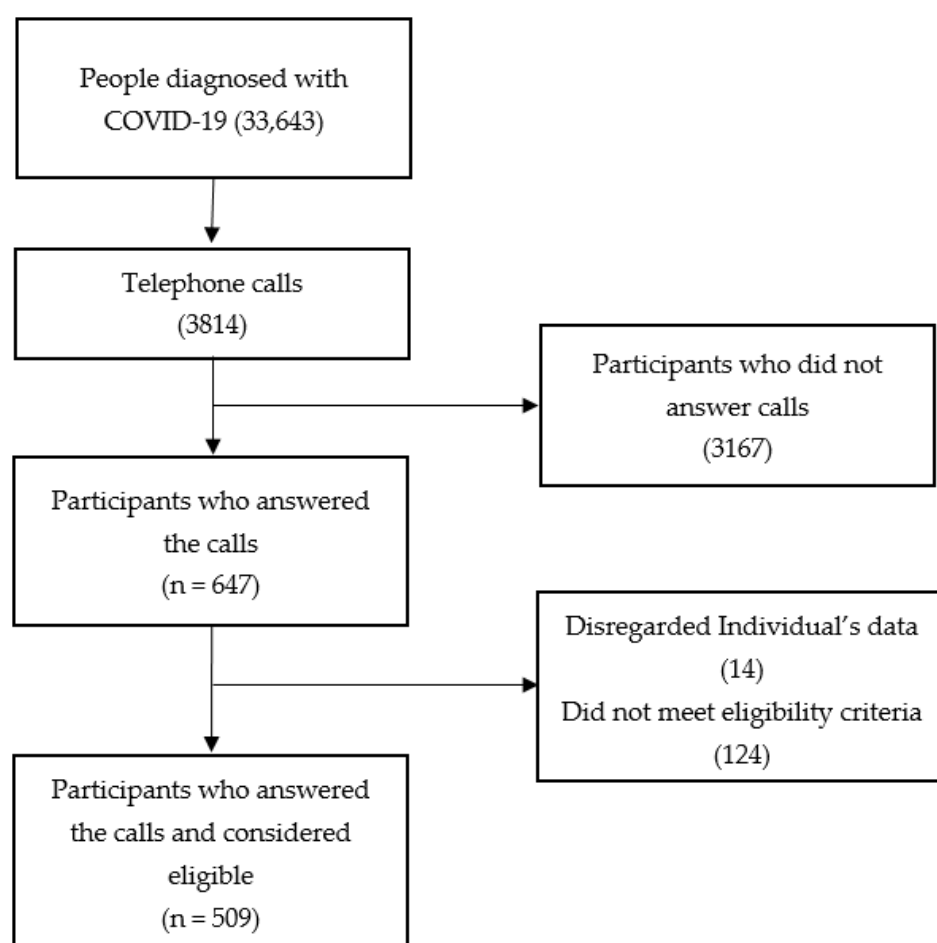 People diagnosed with
COVID-19 (33,643)
Telephone calls
(3814)
Participants who did not
answer calls
(3167)
Participants who answered
the calls
(n = 647)
Disregarded Individual’s data
(14)
Did not meet eligibility criteria
(124)
Participants who answered
the calls and considered
eligible
(n = 509)